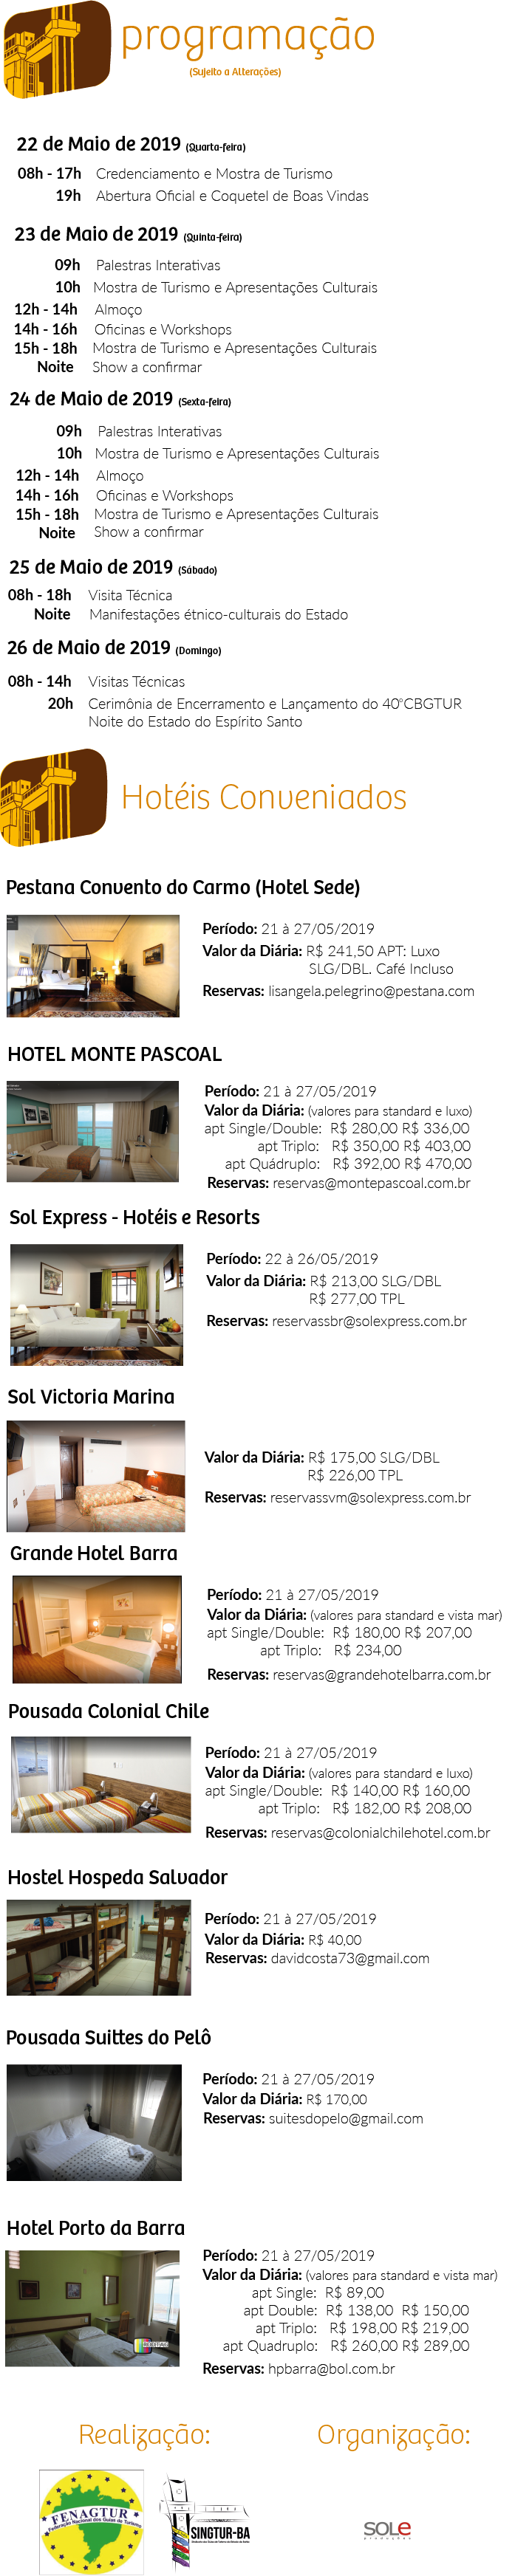 programação
(Sujeito a Alterações)
22 de Maio de 2019 (Quarta-feira)
08h - 17h Credenciamento e Mostra de Turismo
19h Abertura Oficial e Coquetel de Boas Vindas
23 de Maio de 2019 (Quinta-feira)
09h Palestras Interativas
10h Mostra de Turismo e Apresentações Culturais
12h - 14h Almoço
14h - 16h Oficinas e Workshops
15h - 18h Mostra de Turismo e Apresentações Culturais
Noite Show a confirmar
24 de Maio de 2019 (Sexta-feira)
09h Palestras Interativas
10h Mostra de Turismo e Apresentações Culturais
12h - 14h Almoço
14h - 16h Oficinas e Workshops
15h - 18h Mostra de Turismo e Apresentações Culturais
Noite Show a confirmar
25 de Maio de 2019 (Sábado)
08h - 18h Visita Técnica
Noite Manifestações étnico-culturais do Estado
26 de Maio de 2019 (Domingo)
08h - 14h Visitas Técnicas
20h Cerimônia de Encerramento e Lançamento do 40°CBGTUR
Noite do Estado do Espírito Santo
Hotéis Conveniados
Pestana Convento do Carmo (Hotel Sede)
Período: 21 à 27/05/2019
Valor da Diária: R$ 241,50 APT: Luxo
SLG/DBL. Café Incluso
Reservas: lisangela.pelegrino@pestana.com
HOTEL MONTE PASCOAL
Período: 21 à 27/05/2019
Valor da Diária: (valores para standard e luxo)
apt Single/Double: R$ 280,00 R$ 336,00
apt Triplo: R$ 350,00 R$ 403,00
apt Quádruplo: R$ 392,00 R$ 470,00
Reservas: reservas@montepascoal.com.br
Sol Express - Hotéis e Resorts
Período: 22 à 26/05/2019
Valor da Diária: R$ 213,00 SLG/DBL
R$ 277,00 TPL
Reservas: reservassbr@solexpress.com.br
Sol Victoria Marina
Valor da Diária: R$ 175,00 SLG/DBL
R$ 226,00 TPL
Reservas: reservassvm@solexpress.com.br
Grande Hotel Barra
Período: 21 à 27/05/2019
Valor da Diária: (valores para standard e vista mar)
apt Single/Double: R$ 180,00 R$ 207,00
apt Triplo: R$ 234,00
Reservas: reservas@grandehotelbarra.com.br
Pousada Colonial Chile
Período: 21 à 27/05/2019
Valor da Diária: (valores para standard e luxo)
apt Single/Double: R$ 140,00 R$ 160,00
apt Triplo: R$ 182,00 R$ 208,00
Reservas: reservas@colonialchilehotel.com.br
Hostel Hospeda Salvador
Período: 21 à 27/05/2019
Valor da Diária: R$ 40,00
Reservas: davidcosta73@gmail.com
Pousada Suittes do Pelô
Período: 21 à 27/05/2019
Valor da Diária: R$ 170,00
Reservas: suitesdopelo@gmail.com
Hotel Porto da Barra
Período: 21 à 27/05/2019
Valor da Diária: (valores para standard e vista mar)
apt Single: R$ 89,00
apt Double: R$ 138,00 R$ 150,00
apt Triplo: R$ 198,00 R$ 219,00
apt Quadruplo: R$ 260,00 R$ 289,00
Reservas: hpbarra@bol.com.br
Realização: Organização:
FENAGTUR
Federação Nacional dos Guias de Turismo
SINGTUR-BA
SOLe
produções